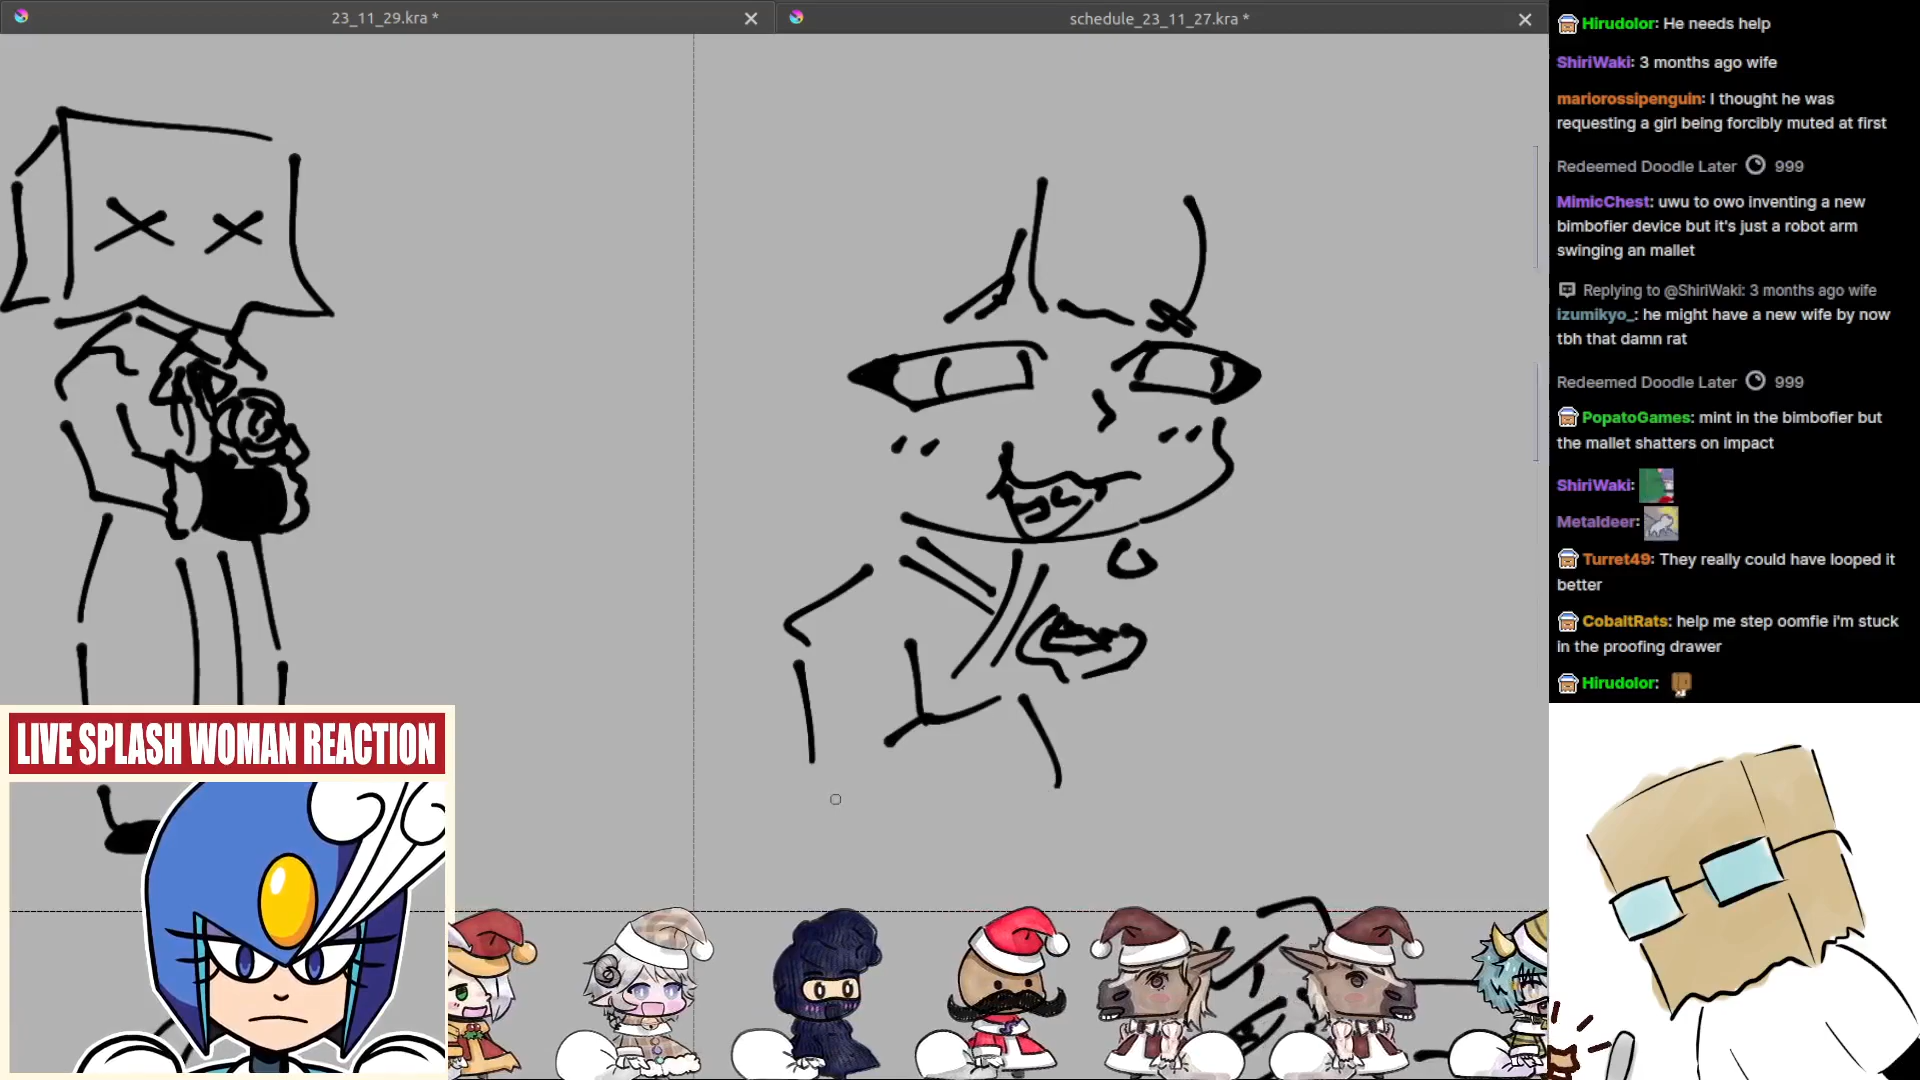 23_11_29.kra *
schedule_23_11_27.kra *
Hirudolor: He needs help
ShiriWaki: 3 months ago wife
mariorossipenguin: I thought he was
requesting a girl being forcibly muted at first
Redeemed Doodle Later 999
MimicChest: uwu to owo inventing a new
bimbofier device but it's just a robot arm
swinging an mallet
Replying to @ShiriWaki: 3 months ago wife
izumikyo_: he might have a new wife by now
tbh that damn rat
Redeemed Doodle Later 999
PopatoGames: mint in the bimbofier but
the mallet shatters on impact
ShiriWaki:
Metaldeer:
Turret49: They really could have looped it
better
CobaltRats: help me step oomfie i'm stuck
in the proofing drawer
Hirudolor:
LIVE SPLASH WOMAN REACTION